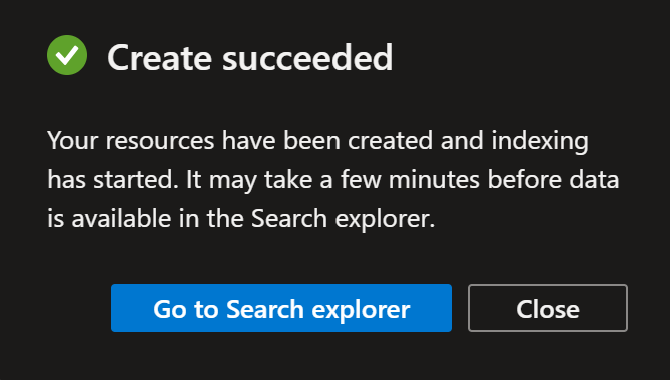 Create succeeded
Your resources have been created and indexing
has started. It may take a few minutes before data
is available in the Search explorer.
Go to Search explorer
Close